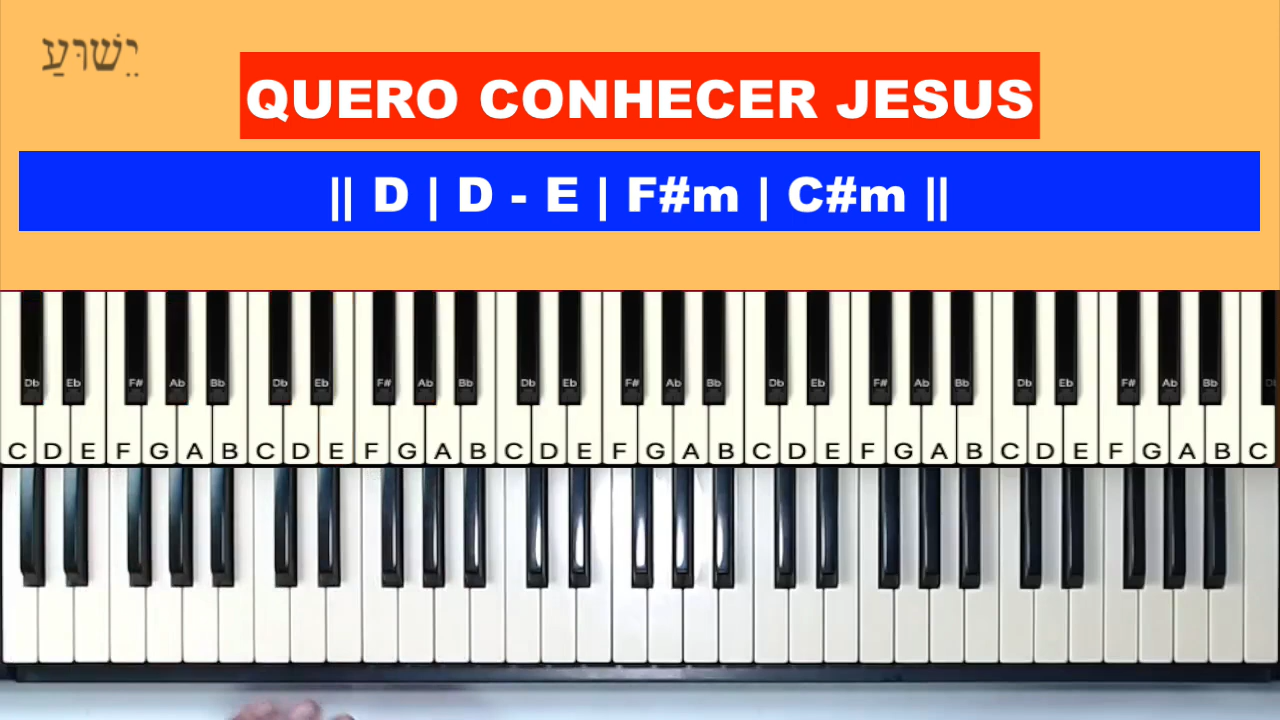 יֵשׁוּעַ
QUERO CONHECER JESUS
|| D | D - E | F#m | C#m ||
Db Eb F# Ab Bb Db Eb F# Ab Bb Db Eb F# Ab Bb Db Eb F# Ab Bb Db Eb F# Ab Bb
C D E F G A B C D E F G A B C D E F G A B C D E F G A B C D E F G A B C